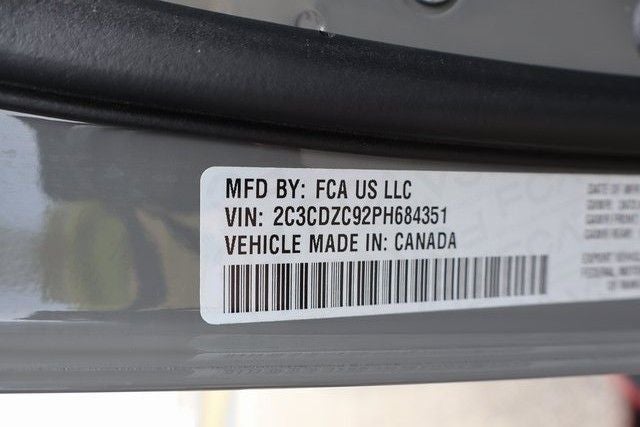 MFD BY: FCA US LLC
VIN: 2C3CDZC92PH684351
VEHICLE MADE IN: CANADA